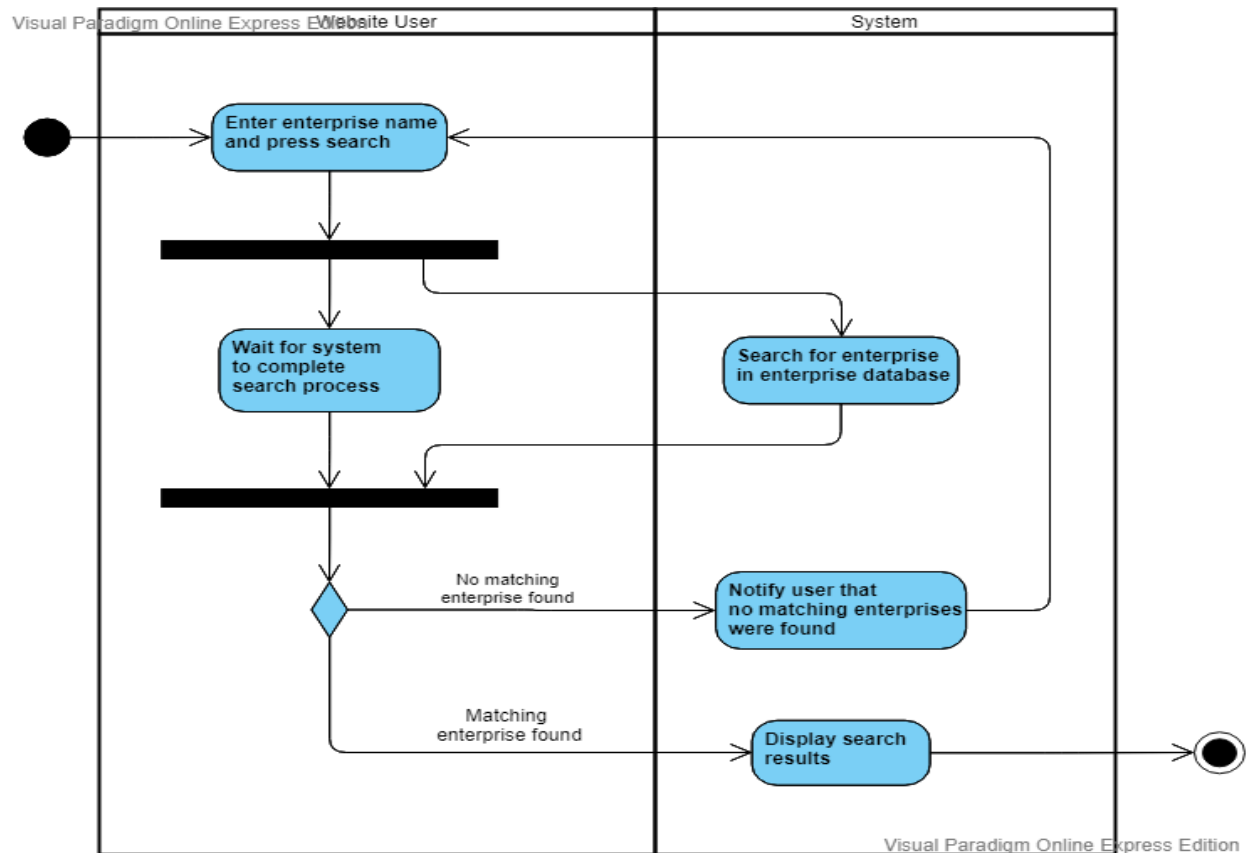 Visual Paradigm Online Express Edition
Website User
System
Enter enterprise name
and press search
Wait for system
to complete
search process
Search for enterprise
in enterprise database
No matching
enterprise found
Notify user that
no matching enterprises
were found
Matching
enterprise found
Display search
results
Visual Paradigm Online Express Edition